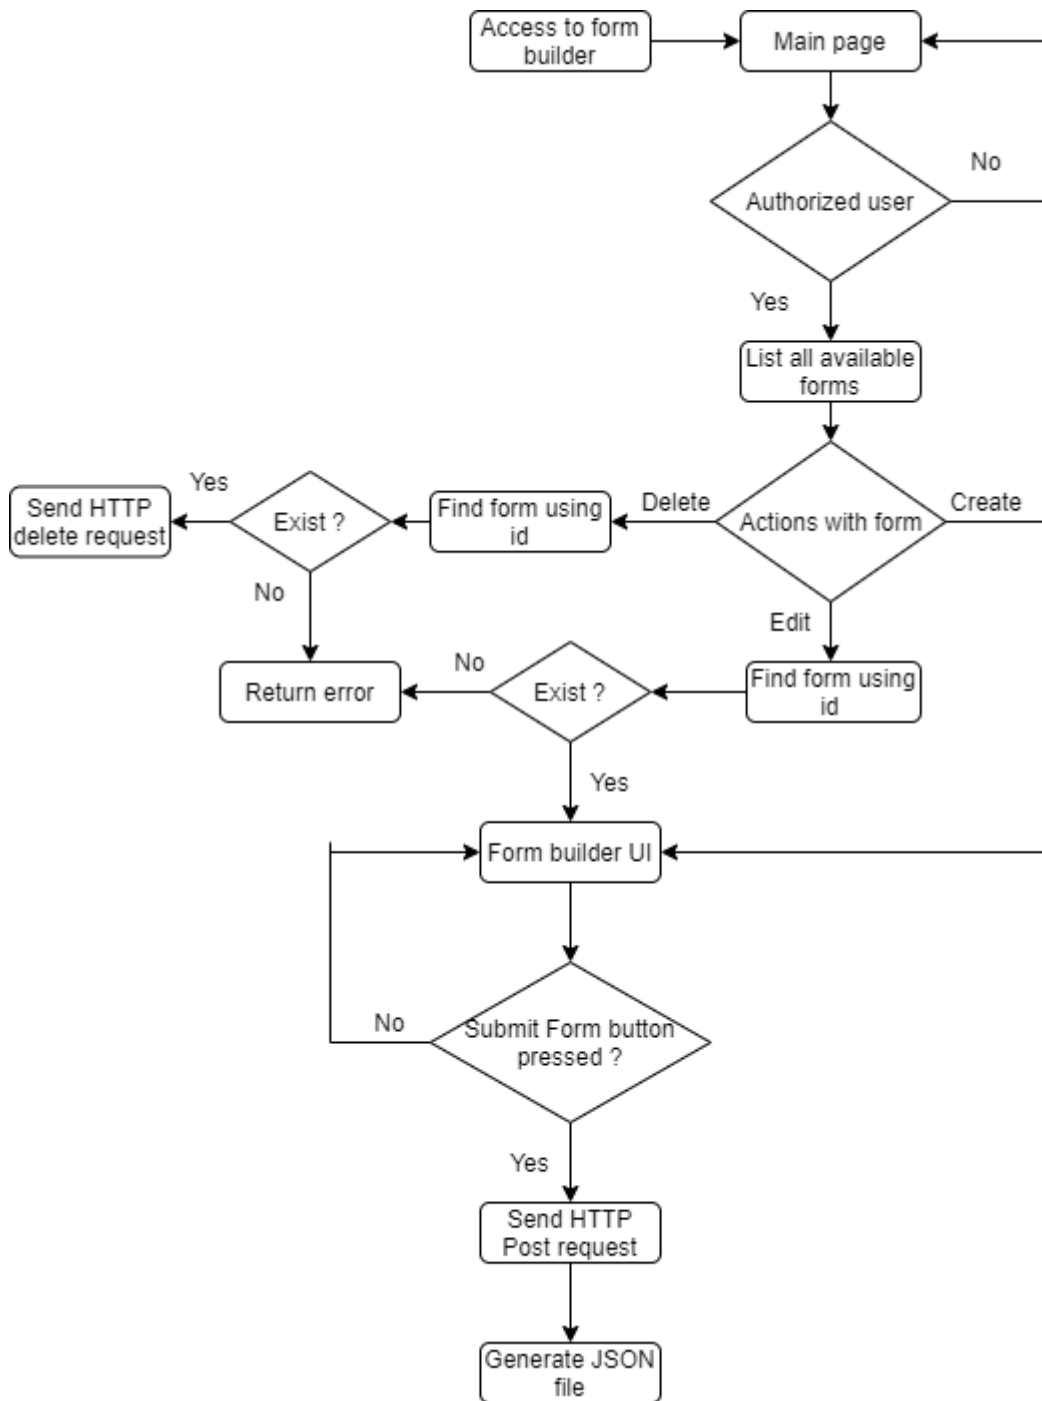 Access to form
builder
Main page
No
Authorized user
Yes
List all available
forms
Yes
Send HTTP
delete request
Exist ?
Find form using
id
Delete
Actions with form
Create
No
Edit
Return error
No
Exist ?
Find form using
id
Yes
Form builder UI
No
Submit Form button
pressed ?
Yes
Send HTTP
Post request
Generate JSON
file